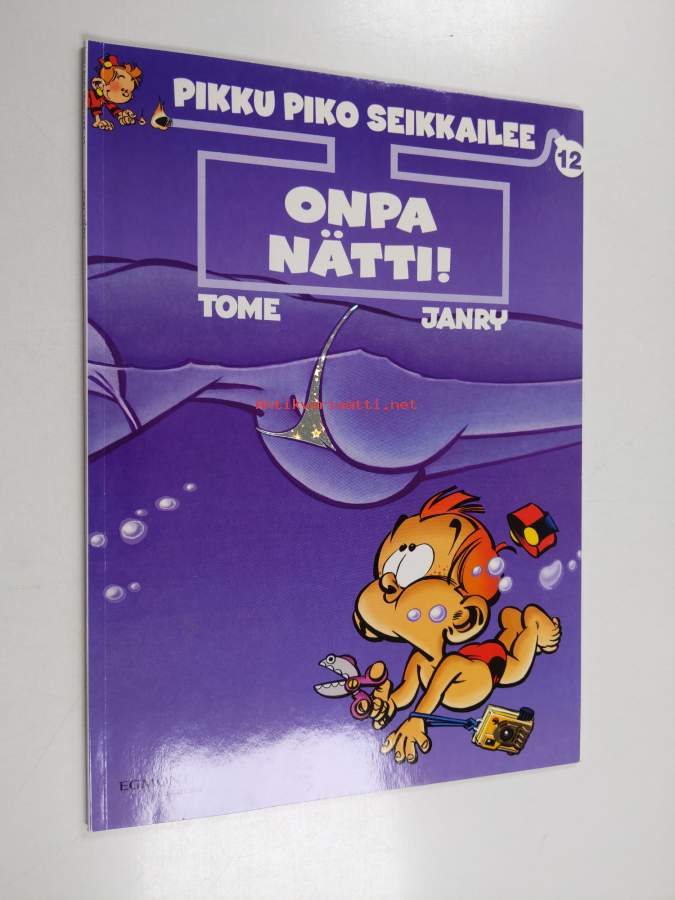 PIKKU PIKO SEIKKAILEE
12
ONPA
NÄTTI!
TOME JANRY
Antikvariaatti.net
EGMONT